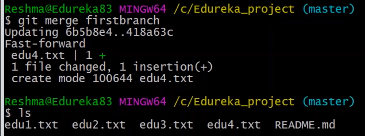 Reshma@Edureka83 MINGW64 /c/Edureka_project (master)
$ git merge firstbranch
Updating 6b5b8e4..418a63c
Fast-forward
 edu4.txt | 1 +
 1 file changed, 1 insertion(+)
 create mode 100644 edu4.txt
Reshma@Edureka83 MINGW64 /c/Edureka_project (master)
$ ls
edu1.txt  edu2.txt  edu3.txt  edu4.txt  README.md